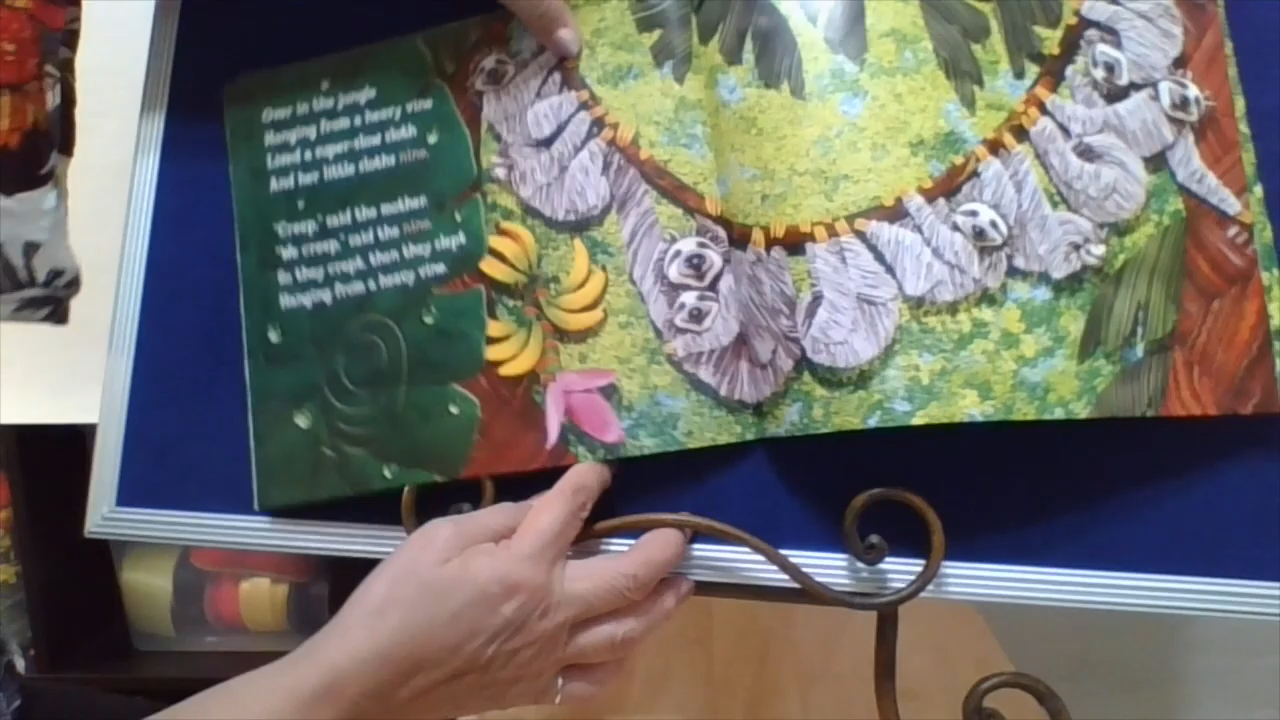 Over in the jungle
Hanging from a heavy vine
Lived a super-slow sloth
And her little sloths nine.
"Creep," said the mother.
"We creep," said the nine.
So they crept, then they slept
Hanging from a heavy vine.